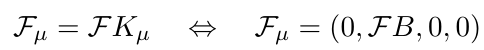 ℱ_μ = ℱK_μ ⇔ ℱ_μ = (0, ℱB, 0, 0)